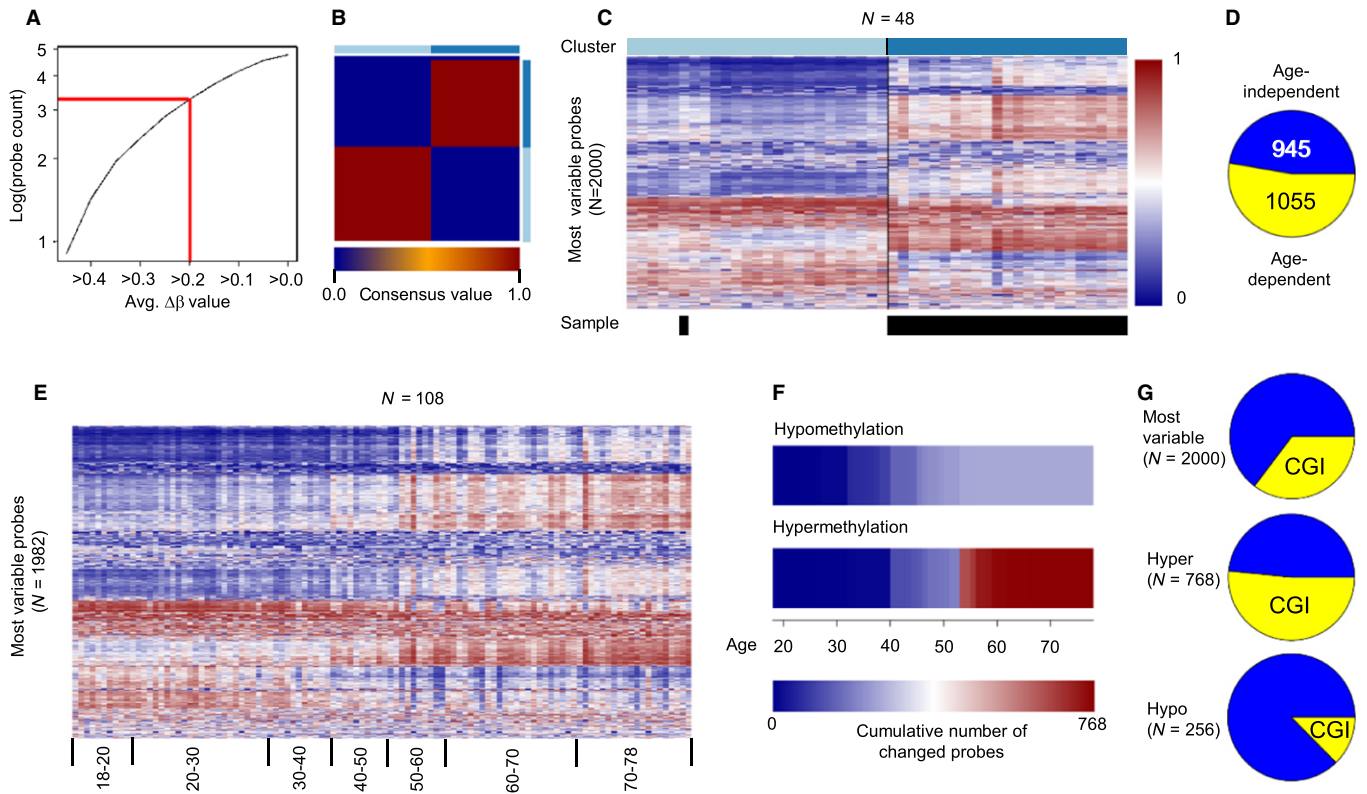 A
5
4
3
2
1
Log(probe count)
>0.4 >0.3 >0.2 >0.1 >0.0
Avg. Δβ value
B
0.0 Consensus value 1.0
C
N = 48
Cluster
Most variable probes
(N=2000)
Sample
1
0
D
Age-
independent
945
1055
Age-
dependent
E
N = 108
Most variable probes
(N = 1982)
18-20 20-30 30-40 40-50 50-60 60-70 70-78
F
Hypomethylation
Hypermethylation
Age 20 30 40 50 60 70
0 768
Cumulative number of
changed probes
G
Most
variable
(N = 2000)
CGI
Hyper
(N = 768)
CGI
Hypo
(N = 256)
CGI